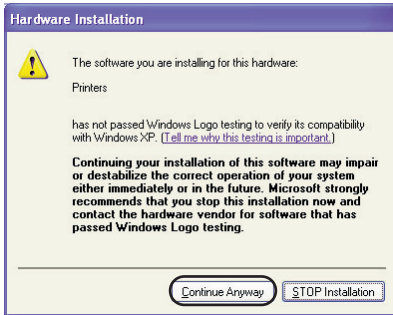 Hardware Installation
The software you are installing for this hardware:
Printers
has not passed Windows Logo testing to verify its compatibility
with Windows XP. (Tell me why this testing is important.)
Continuing your installation of this software may impair
or destabilize the correct operation of your system
either immediately or in the future. Microsoft strongly
recommends that you stop this installation now and
contact the hardware vendor for software that has
passed Windows Logo testing.
Continue Anyway
STOP Installation